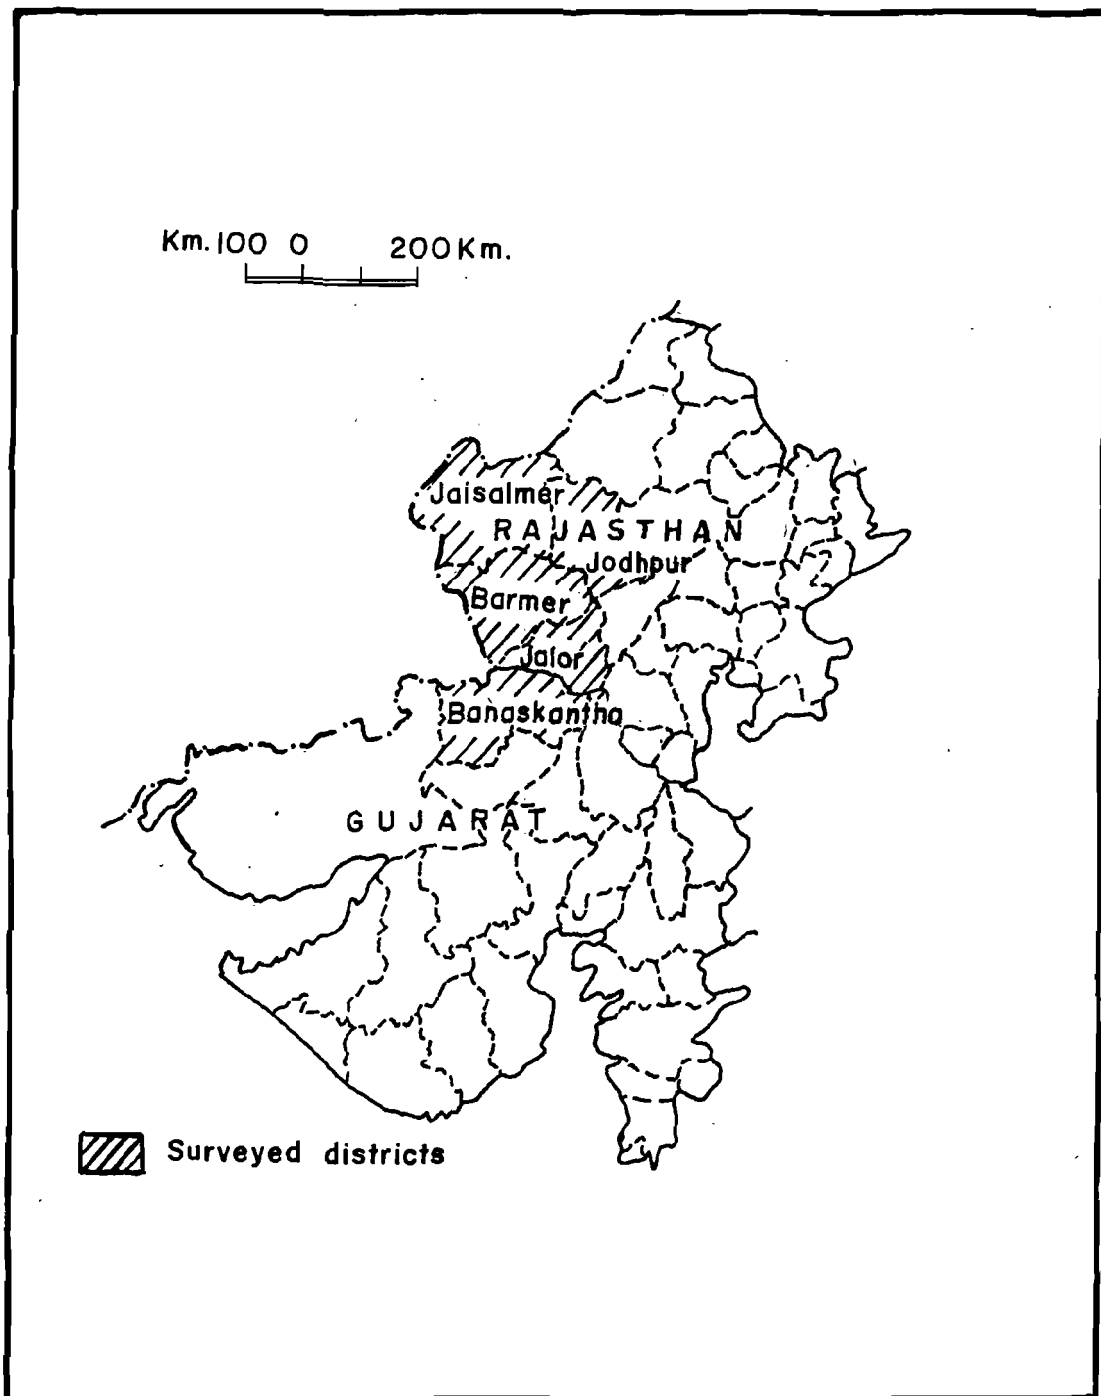 Km. 100 0 200 Km.
Jaisalmer
RAJASTHAN
Jodhpur
Barmer
Jalor
Banaskantha
GUJARAT
Surveyed districts